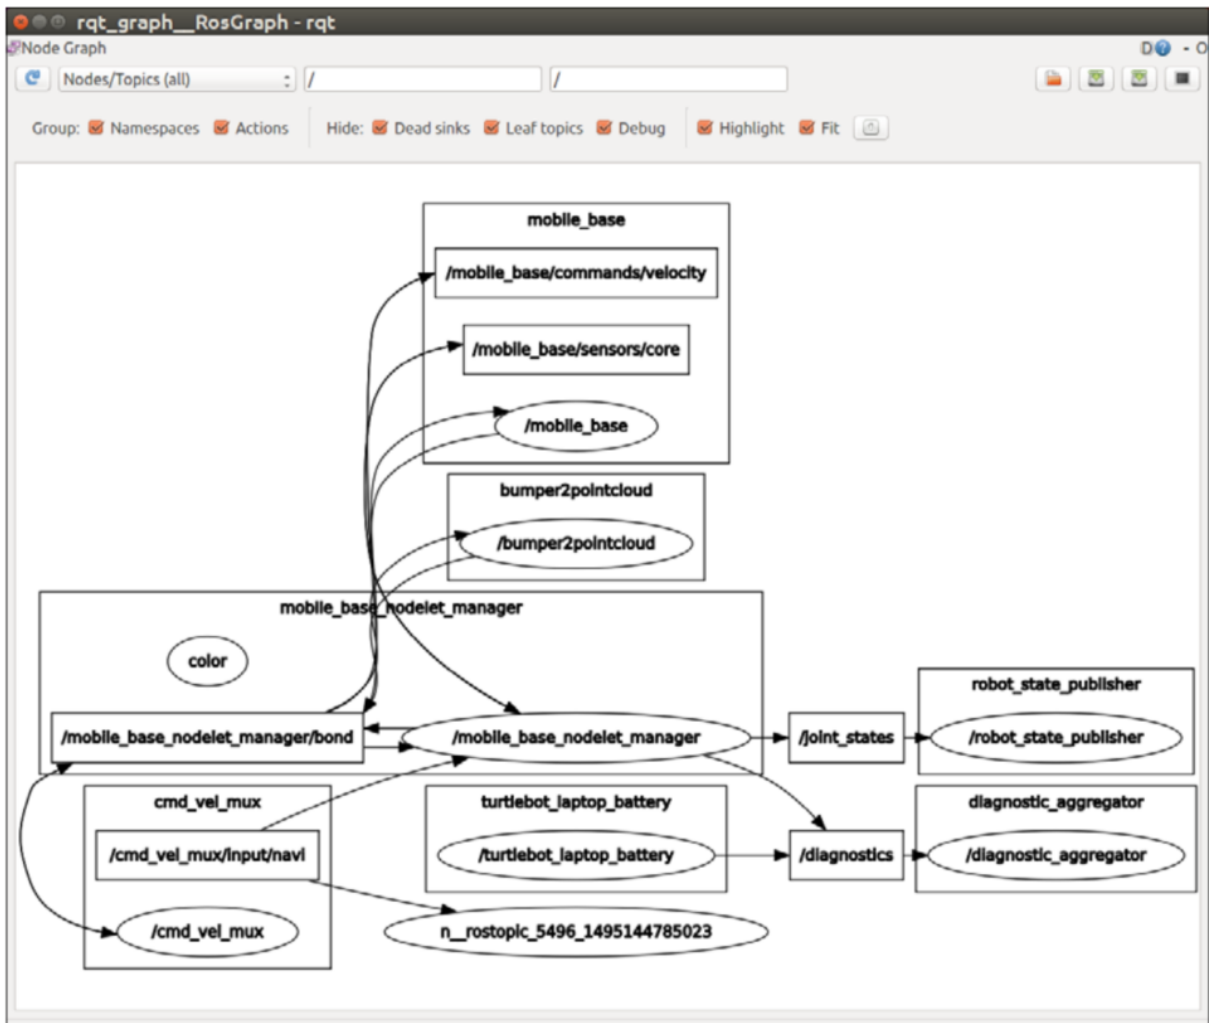 rqt_graph__RosGraph - rqt
Node Graph
D? - O
Nodes/Topics (all) / /
Group: Namespaces Actions Hide: Dead sinks Leaf topics Debug Highlight Fit
mobile_base
/mobile_base/commands/velocity
/mobile_base/sensors/core
/mobile_base
bumper2pointcloud
/bumper2pointcloud
mobile_base_nodelet_manager
color
/mobile_base_nodelet_manager/bond
/mobile_base_nodelet_manager
/joint_states
robot_state_publisher
/robot_state_publisher
cmd_vel_mux
/cmd_vel_mux/input/navi
/cmd_vel_mux
turtlebot_laptop_battery
/turtlebot_laptop_battery
/diagnostics
diagnostic_aggregator
/diagnostic_aggregator
n__rostopic_5496_1495144785023